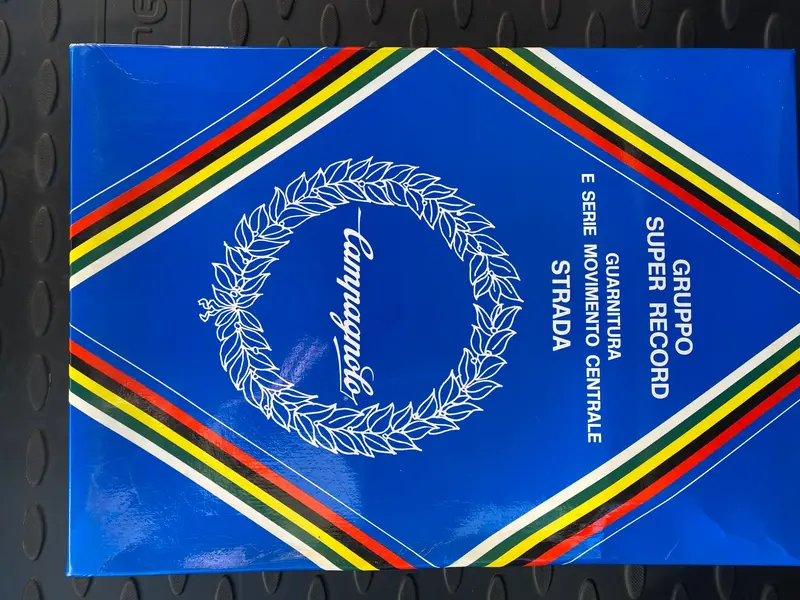 GRUPPO
SUPER RECORD
GUARNITURA
E SERIE MOVIMENTO CENTRALE
STRADA
Campagnolo